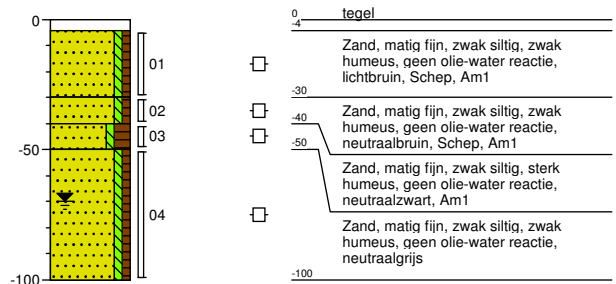 0
-50
-100
01
02
03
04
0
tegel
-4
Zand, matig fijn, zwak siltig, zwak
humeus, geen olie-water reactie,
lichtbruin, Schep, Am1
-30
Zand, matig fijn, zwak siltig, zwak
humeus, geen olie-water reactie,
neutraalbruin, Schep, Am1
-40
-50
Zand, matig fijn, zwak siltig, sterk
humeus, geen olie-water reactie,
neutraalzwart, Am1
Zand, matig fijn, zwak siltig, zwak
humeus, geen olie-water reactie,
neutraalgrijs
-100